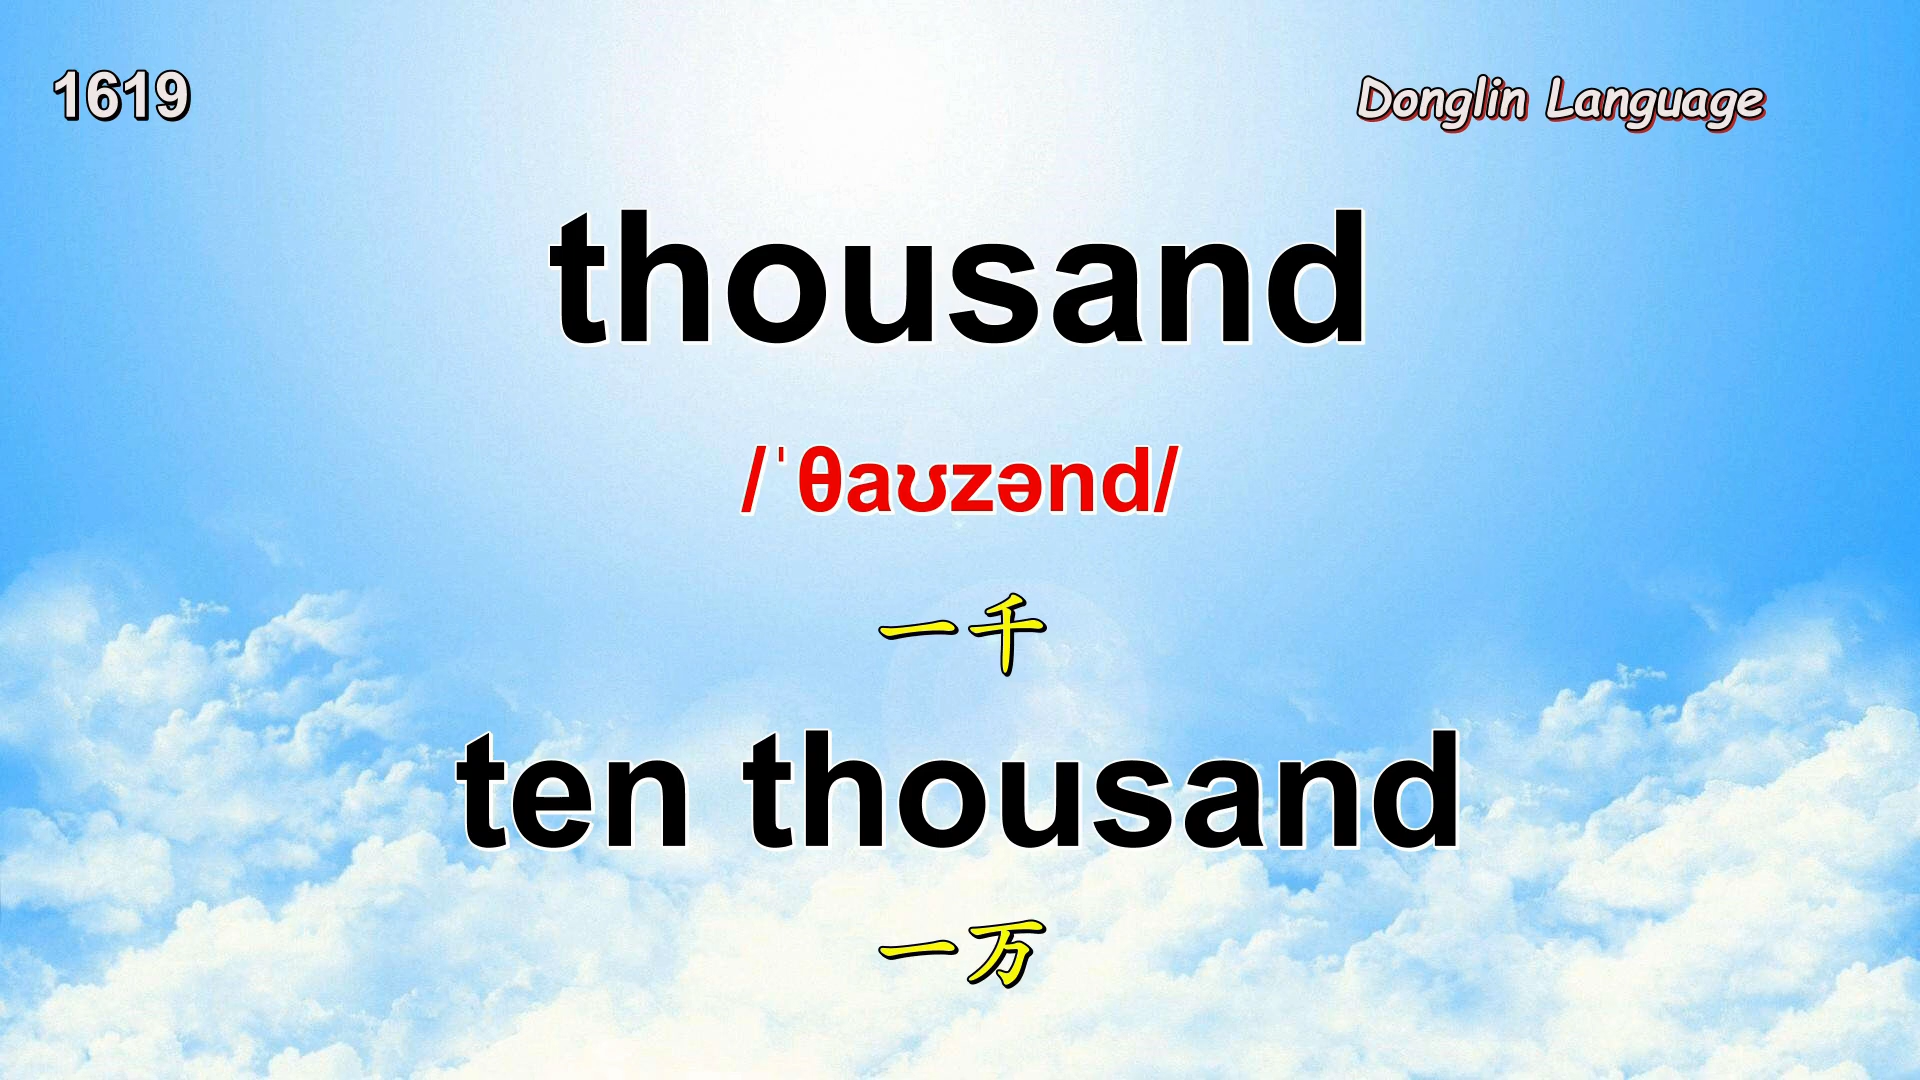 1619
Donglin Language
thousand
/ˈθaʊzənd/
一千
ten thousand
一万